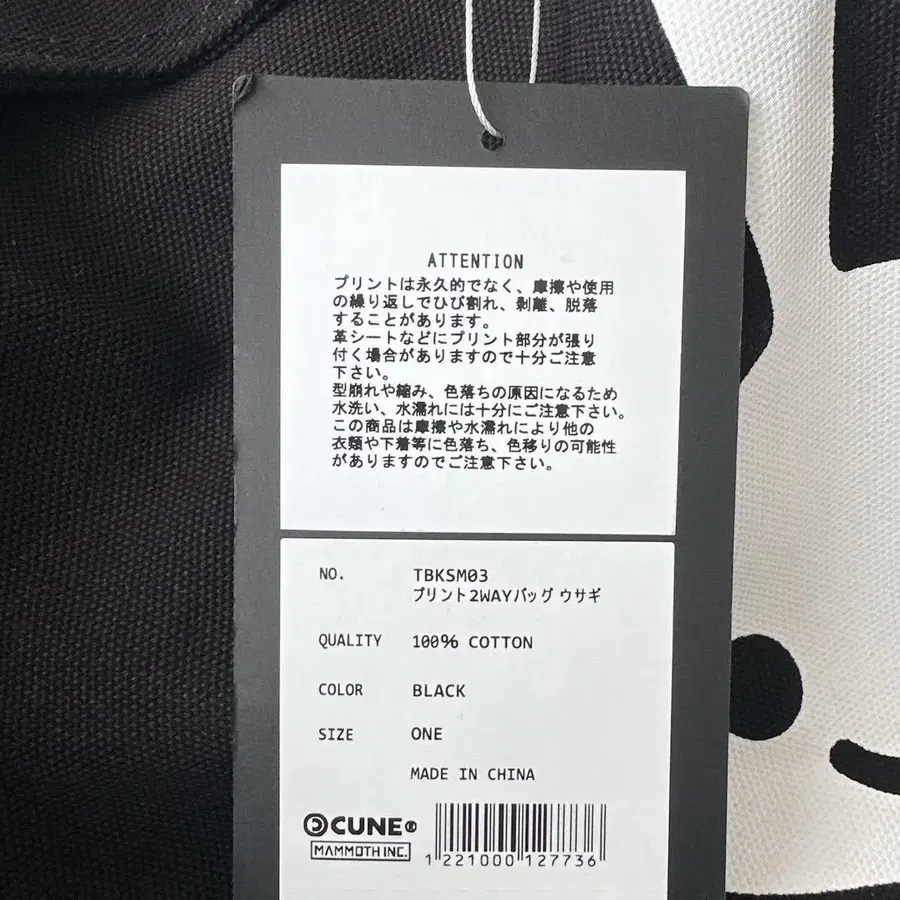 ATTENTION
プリントは永久的でなく、摩擦や使用
の繰り返しでひび割れ、剥離、脱落
することがあります。
革シートなどにプリント部分が張り
付く場合がありますので十分ご注意
下さい。
型崩れや縮み、色落ちの原因になるため
水洗い、水濡れには十分にご注意下さい。
この商品は摩擦や水濡れにより他の
衣類や下着等に色落ち、色移りの可能性
がありますのでご注意下さい。
NO. TBKSM03
プリント2WAYバッグ ウサギ
QUALITY 100% COTTON
COLOR BLACK
SIZE ONE
MADE IN CHINA
CUNE®
MAMMOTH INC.
1 221000 127736